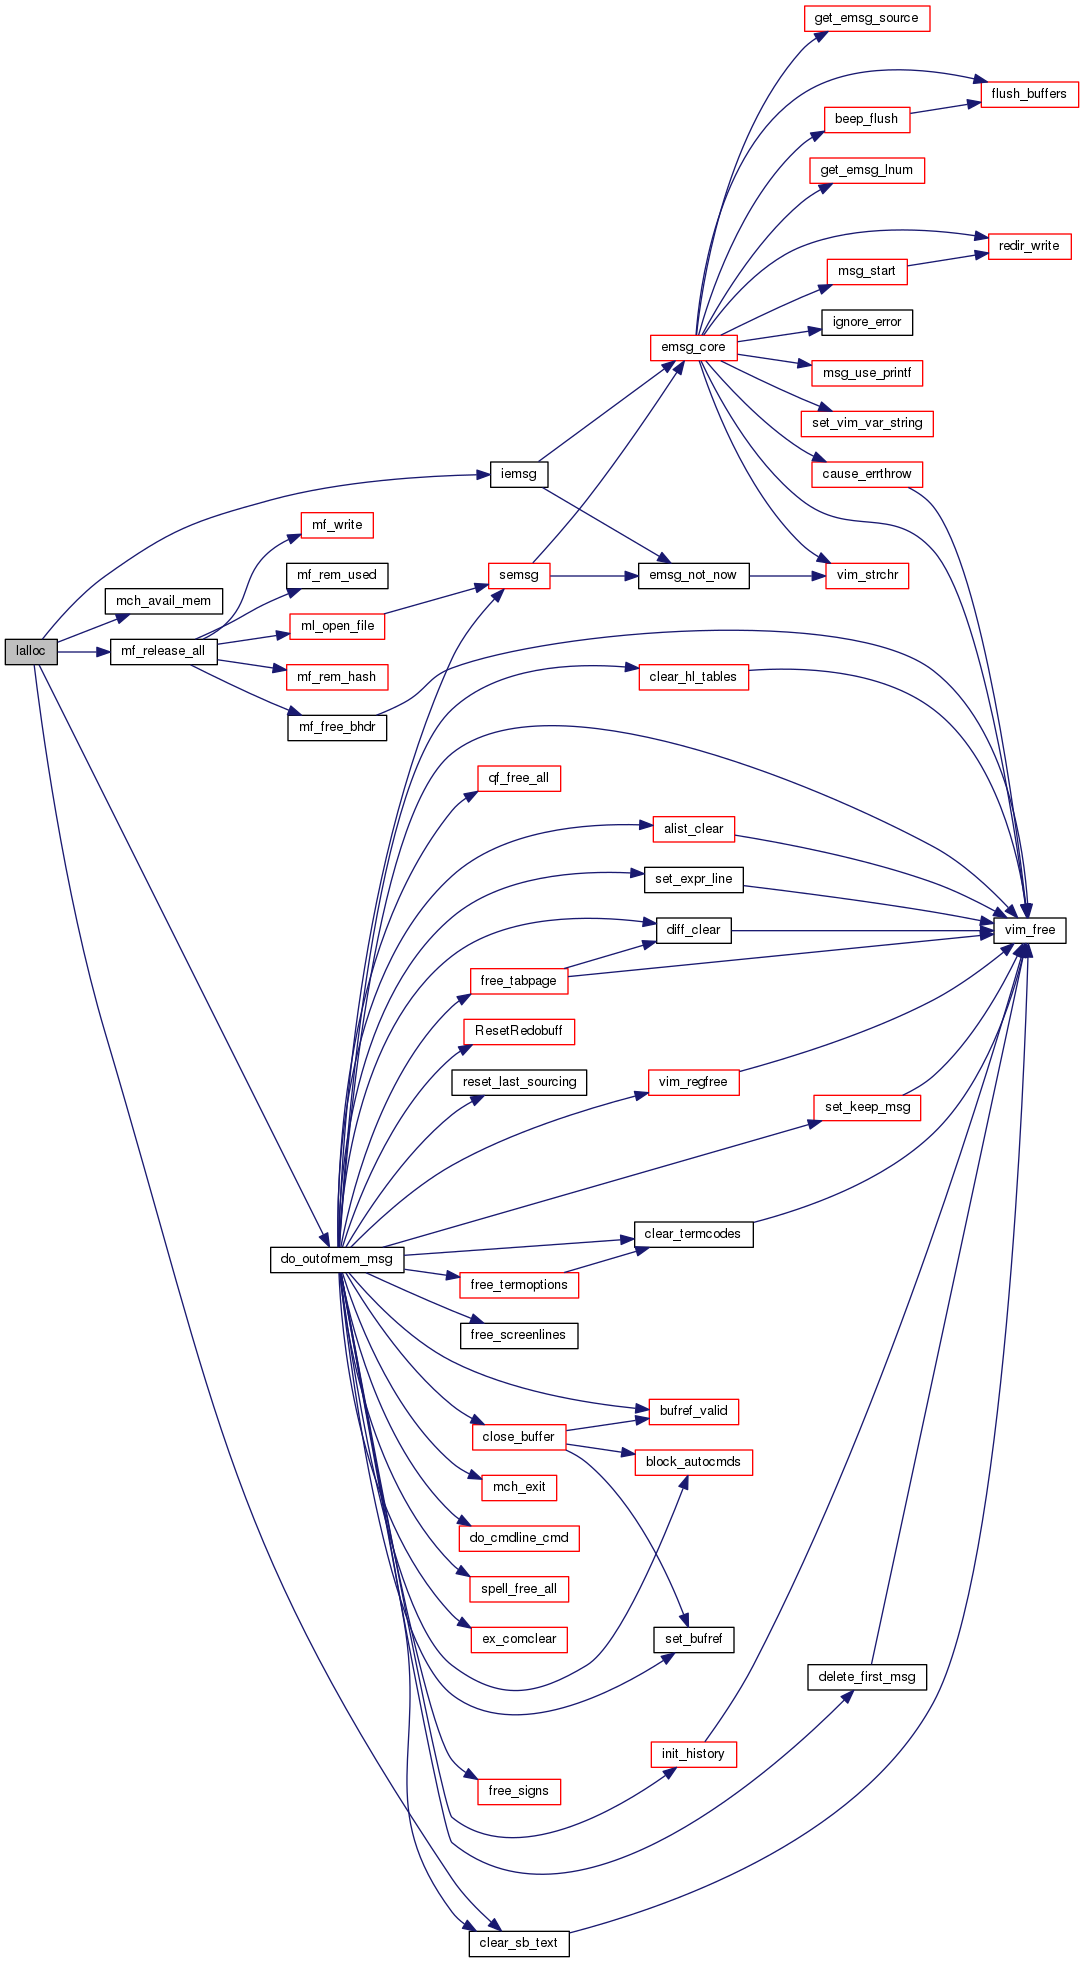 get_emsg_source
flush_buffers
beep_flush
get_emsg_lnum
redir_write
msg_start
ignore_error
emsg_core
msg_use_printf
set_vim_var_string
iemsg
cause_errthrow
mf_write
mf_rem_used
semsg
emsg_not_now
vim_strchr
mch_avail_mem
ml_open_file
lalloc
mf_release_all
mf_rem_hash
clear_hl_tables
mf_free_bhdr
qf_free_all
alist_clear
set_expr_line
diff_clear
vim_free
free_tabpage
ResetRedobuff
reset_last_sourcing
vim_regfree
set_keep_msg
clear_termcodes
do_outofmem_msg
free_termoptions
free_screenlines
bufref_valid
close_buffer
block_autocmds
mch_exit
do_cmdline_cmd
spell_free_all
ex_comclear
set_bufref
delete_first_msg
init_history
free_signs
clear_sb_text